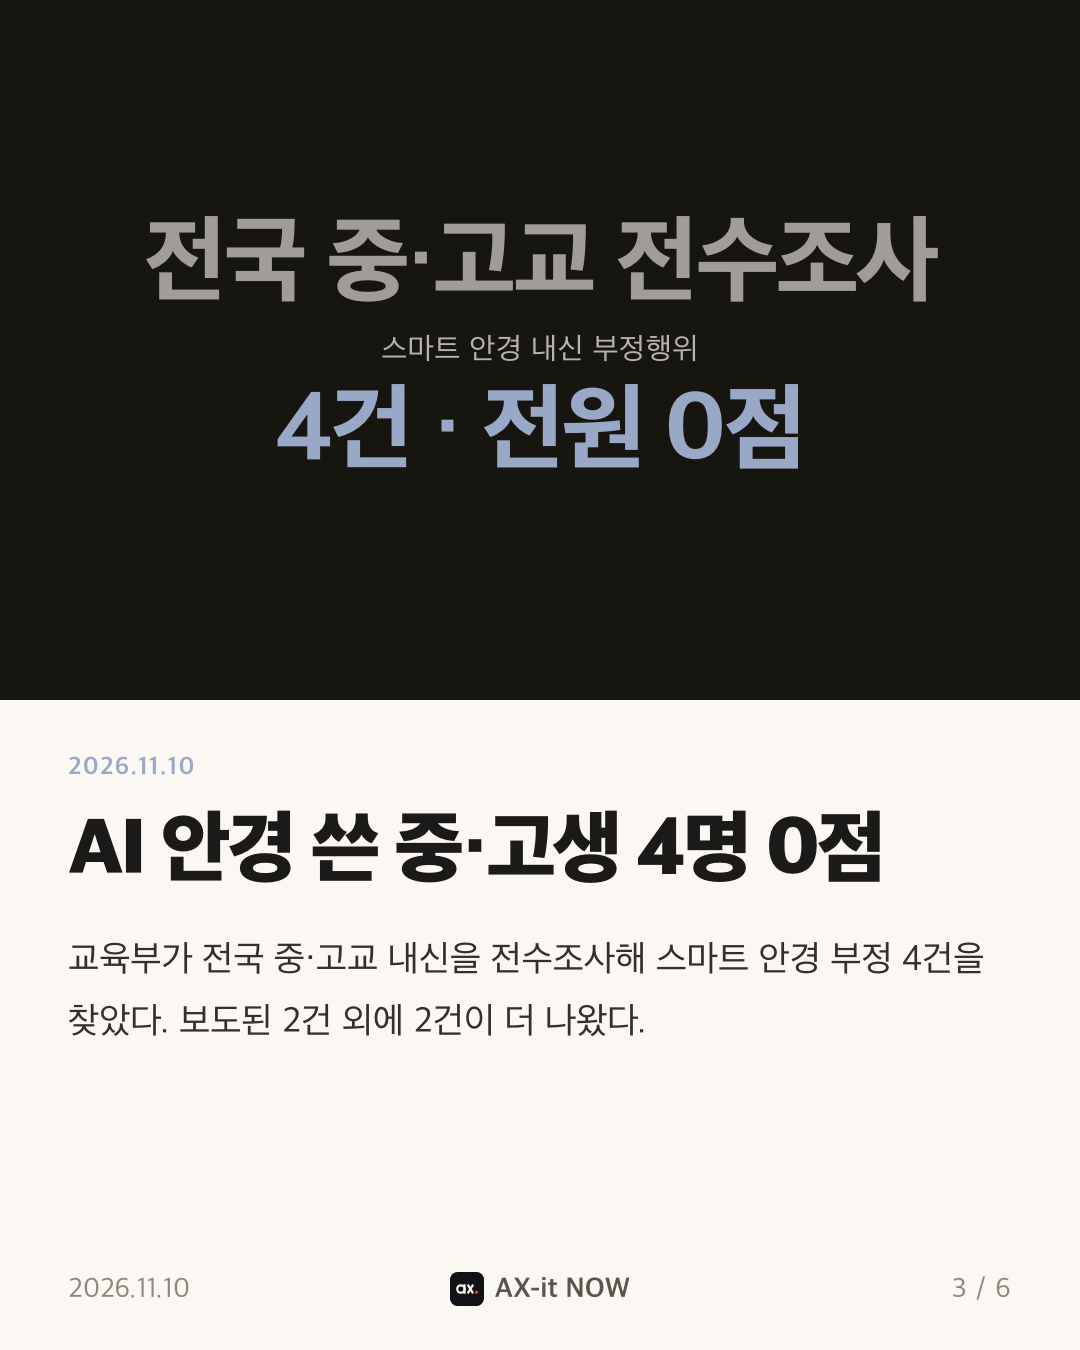 전국 중·고교 전수조사
스마트 안경 내신 부정행위
4건 · 전원 0점
2026.11.10
AI 안경 쓴 중·고생 4명 0점
교육부가 전국 중·고교 내신을 전수조사해 스마트 안경 부정 4건을
찾았다. 보도된 2건 외에 2건이 더 나왔다.
2026.11.10
ax. AX-it NOW
3 / 6